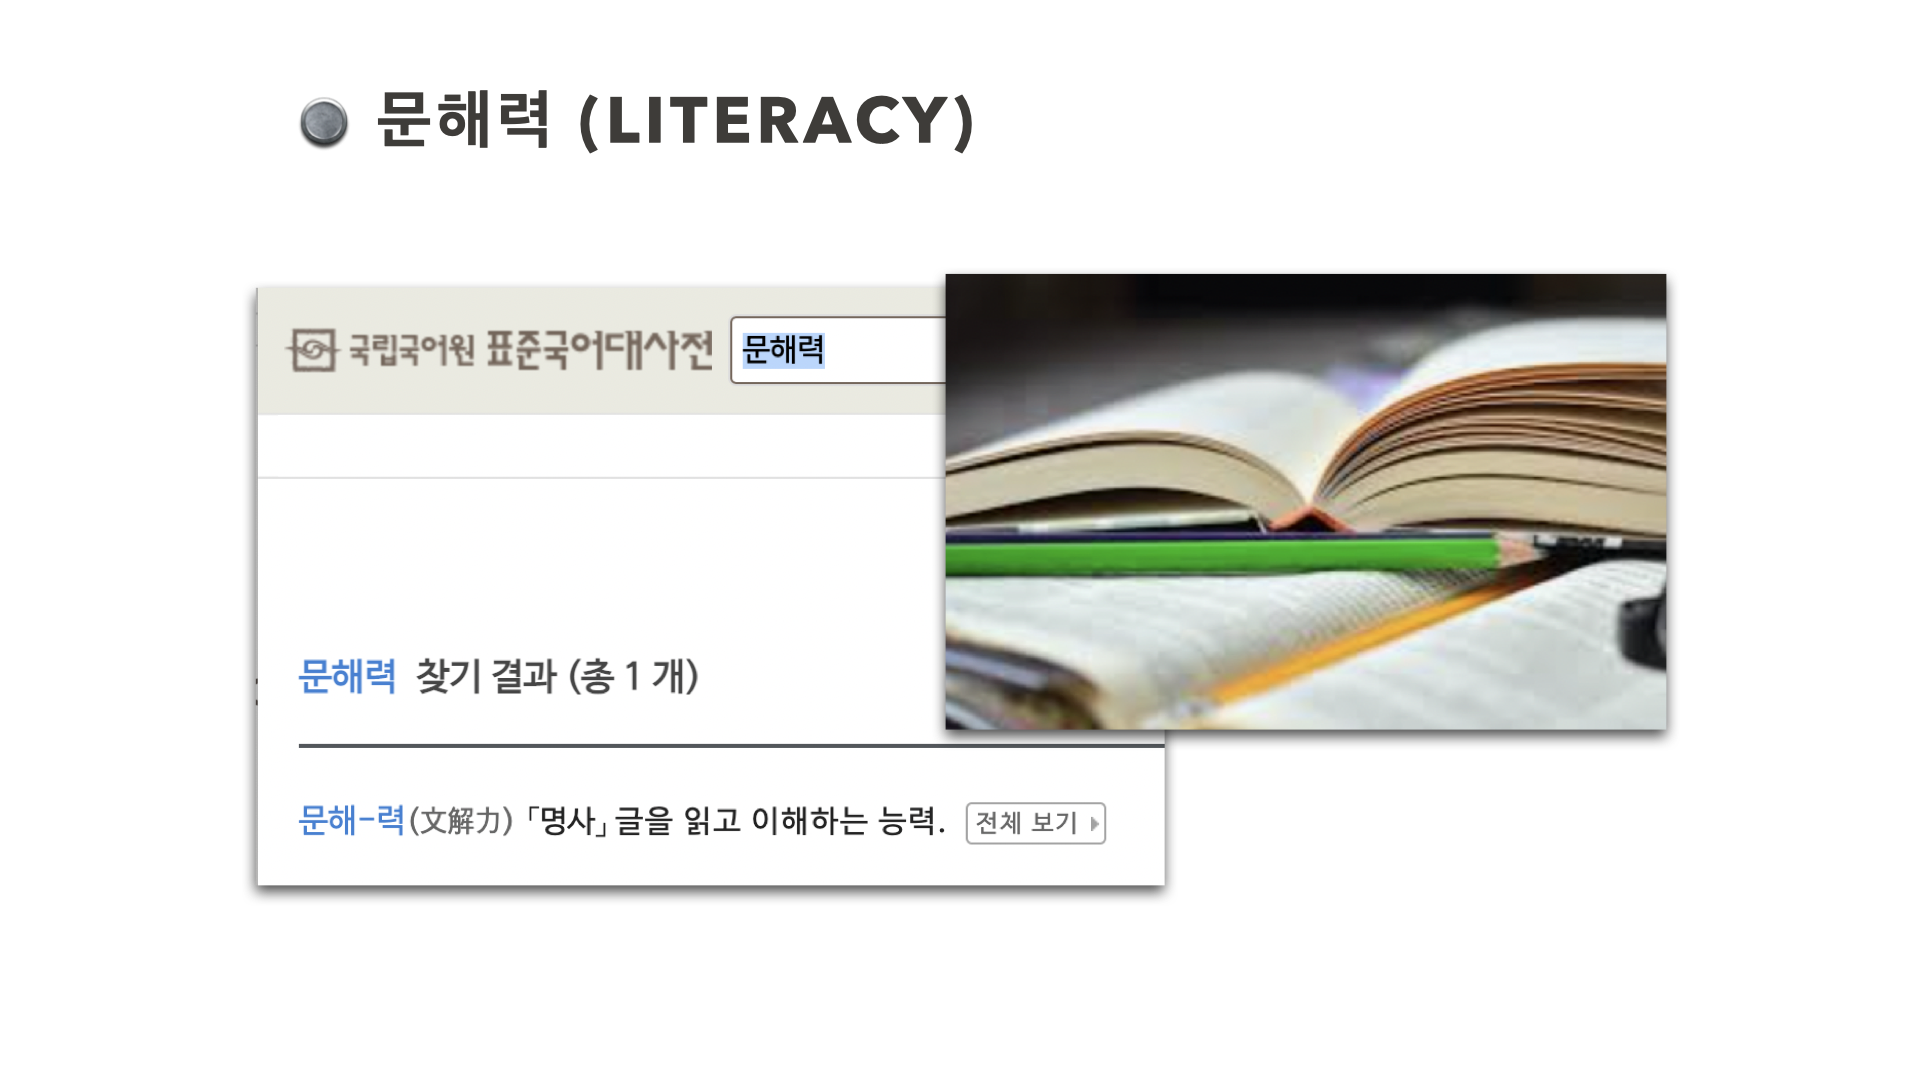 문해력 (LITERACY)
국립국어원 표준국어대사전
문해력
문해력 찾기 결과 (총 1 개)
문해-력(文解力)「명사」글을 읽고 이해하는 능력. 전체 보기